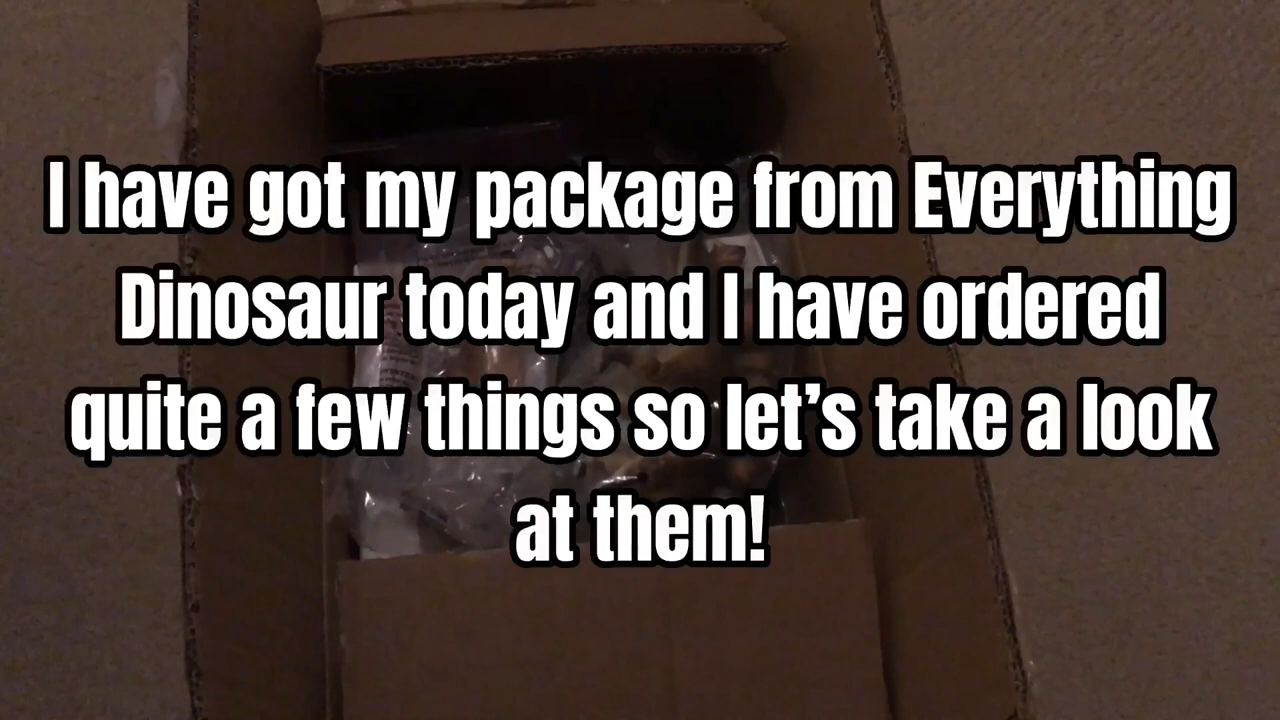 I have got my package from Everything
Dinosaur today and I have ordered
quite a few things so let’s take a look
at them!